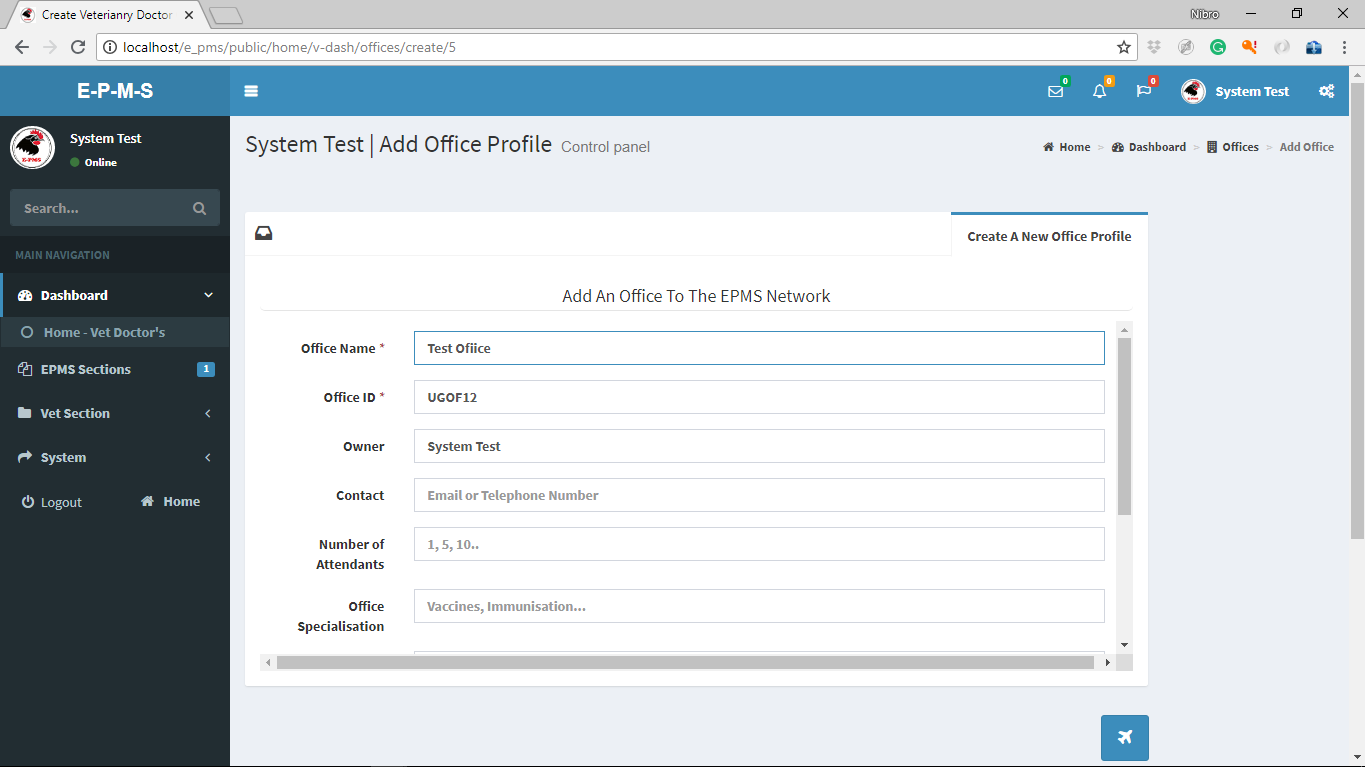 Create Veterianry Doctor
Nibro
localhost/e_pms/public/home/v-dash/offices/create/5
E-P-M-S
0
0
0
System Test
E-PMS
System Test
Online
System Test | Add Office Profile Control panel
Home > Dashboard > Offices > Add Office
Search...
MAIN NAVIGATION
Dashboard
Home - Vet Doctor's
EPMS Sections 1
Vet Section
System
Logout Home
Create A New Office Profile
Add An Office To The EPMS Network
Office Name * Test Ofiice
Office ID * UGOF12
Owner System Test
Contact Email or Telephone Number
Number of
Attendants
1, 5, 10..
Office
Specialisation
Vaccines, Immunisation...